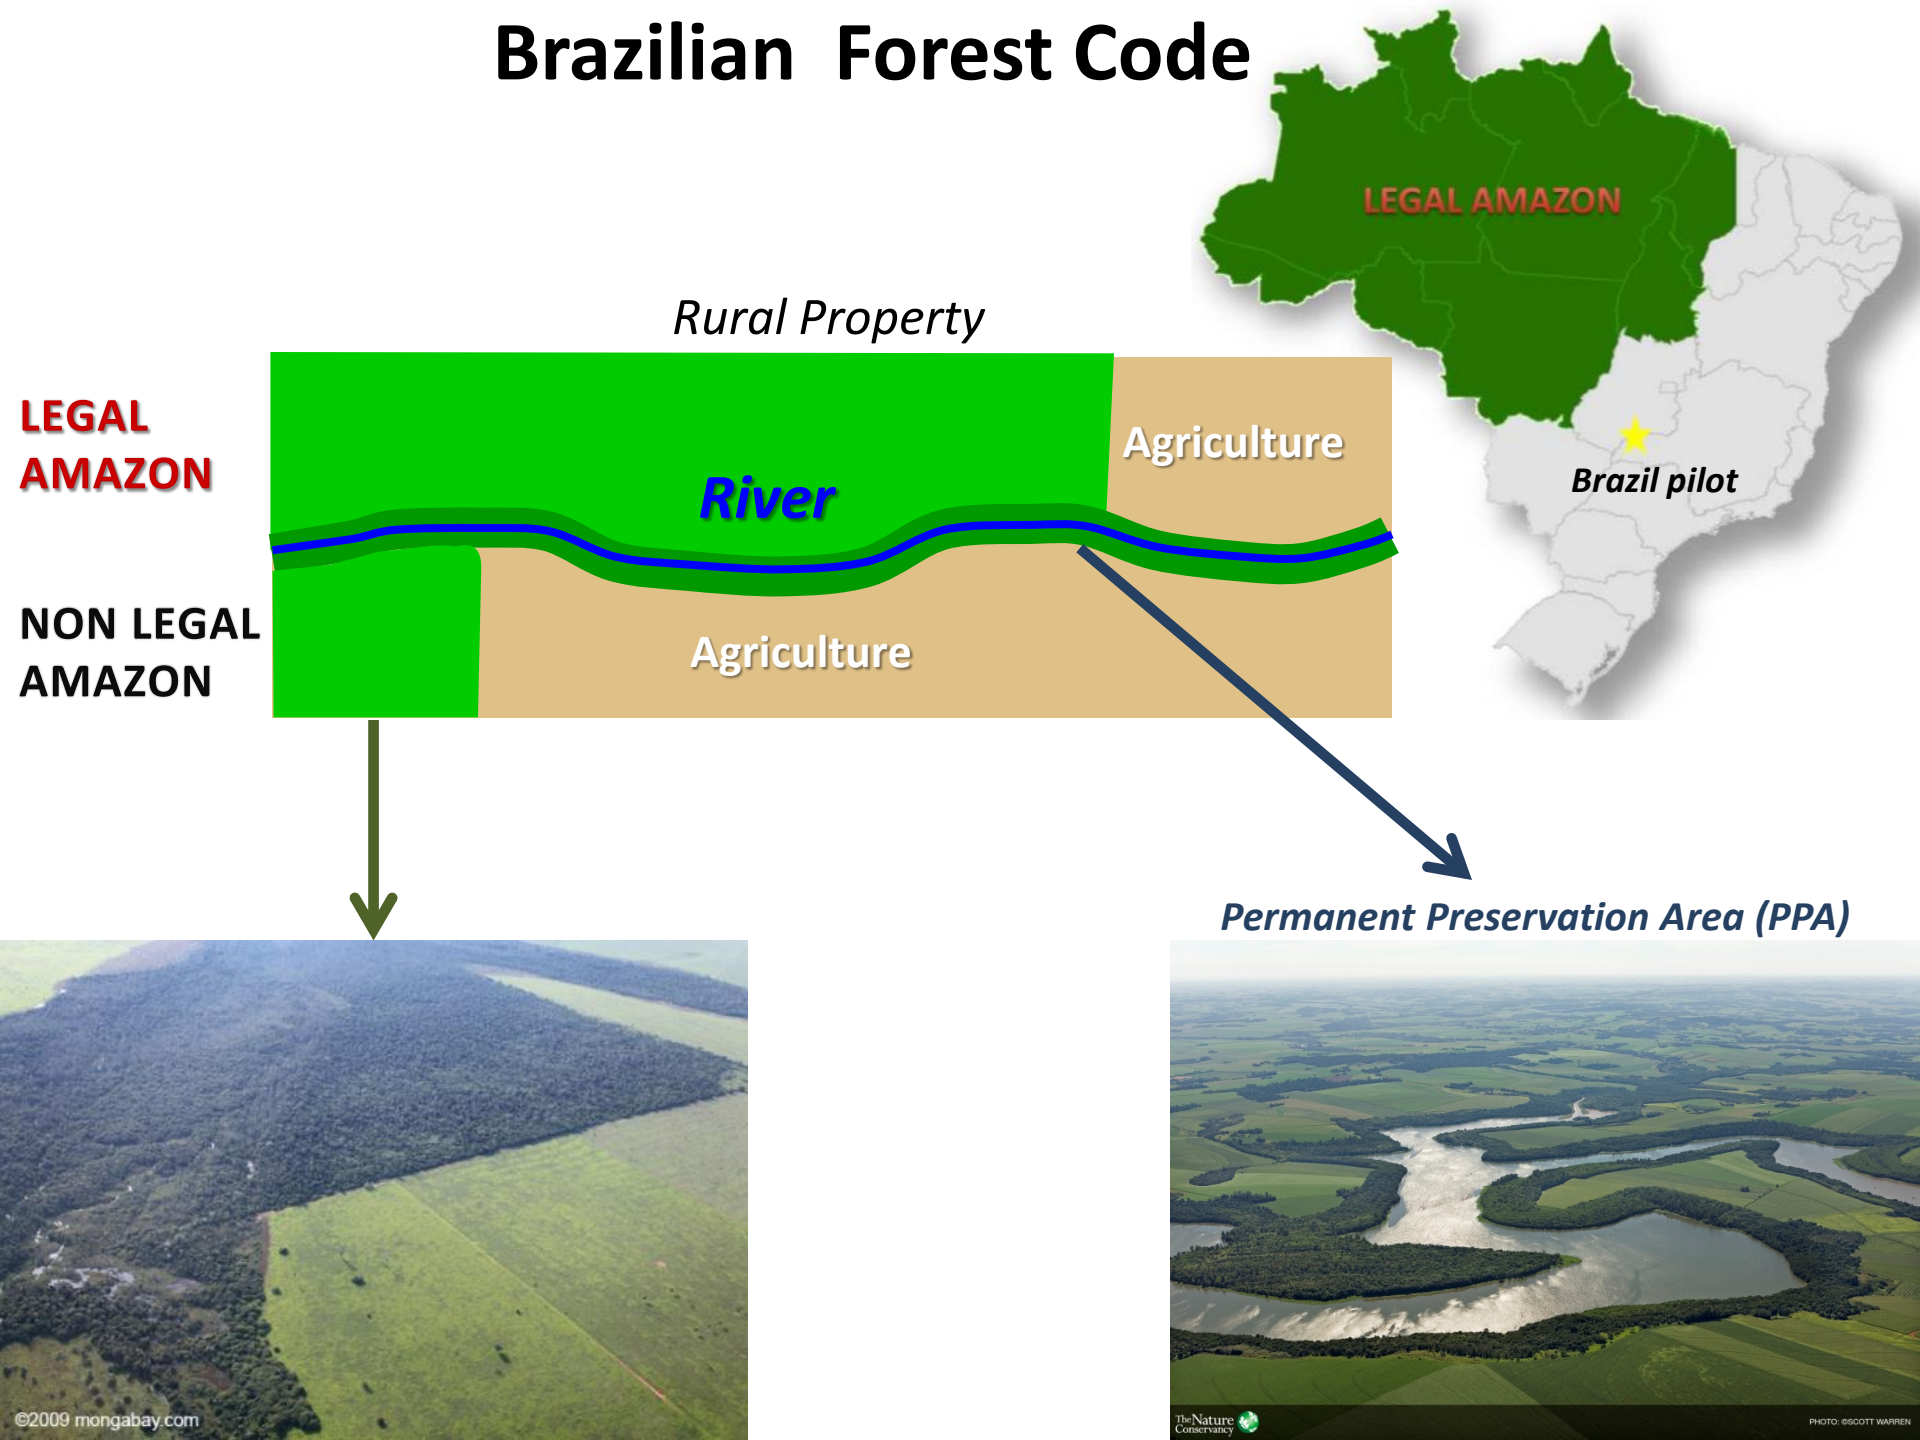 Brazilian Forest Code
LEGAL AMAZON
Rural Property
LEGAL
AMAZON
Agriculture
River
Brazil pilot
NON LEGAL
AMAZON
Agriculture
Permanent Preservation Area (PPA)
©2009 mongabay.com
The Nature
Conservancy
PHOTO: ©SCOTT WARREN